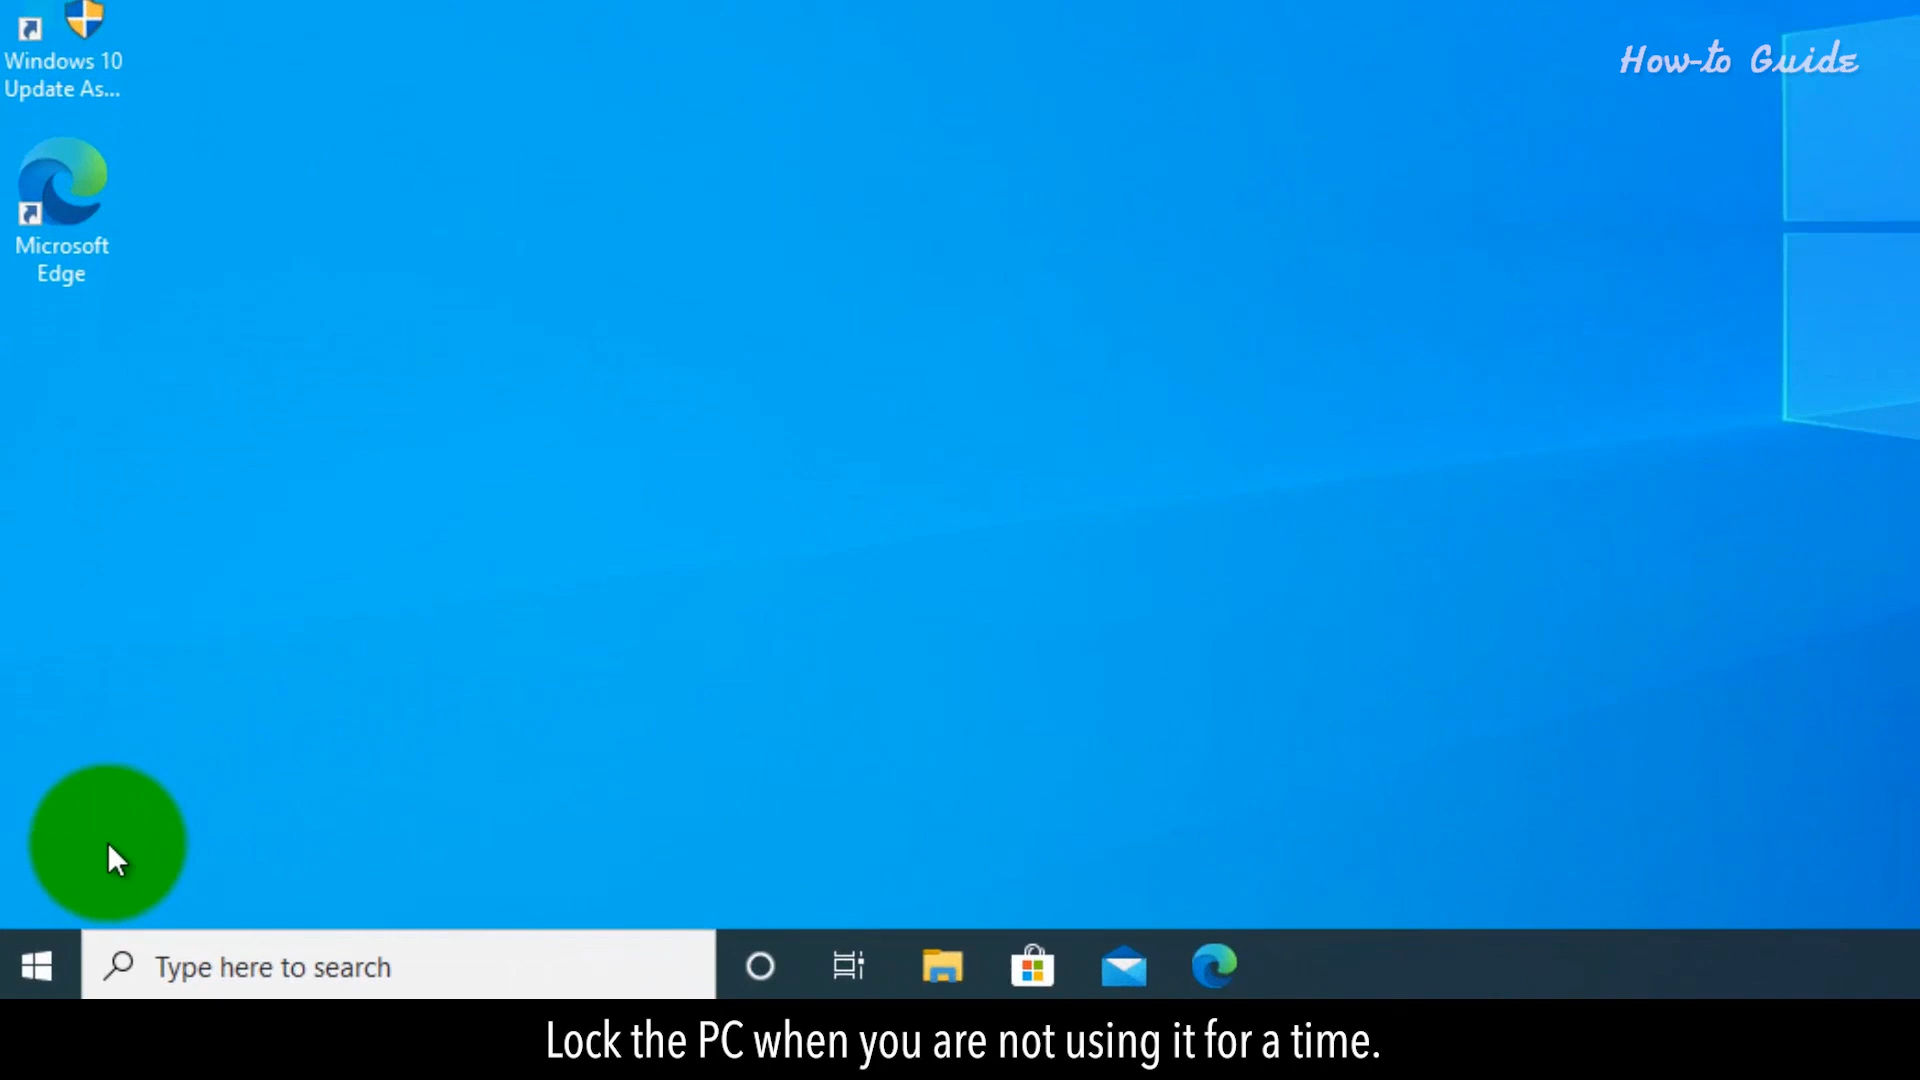 Windows 10
Update As...
How-to Guide
Microsoft
Edge
Type here to search
Lock the PC when you are not using it for a time.